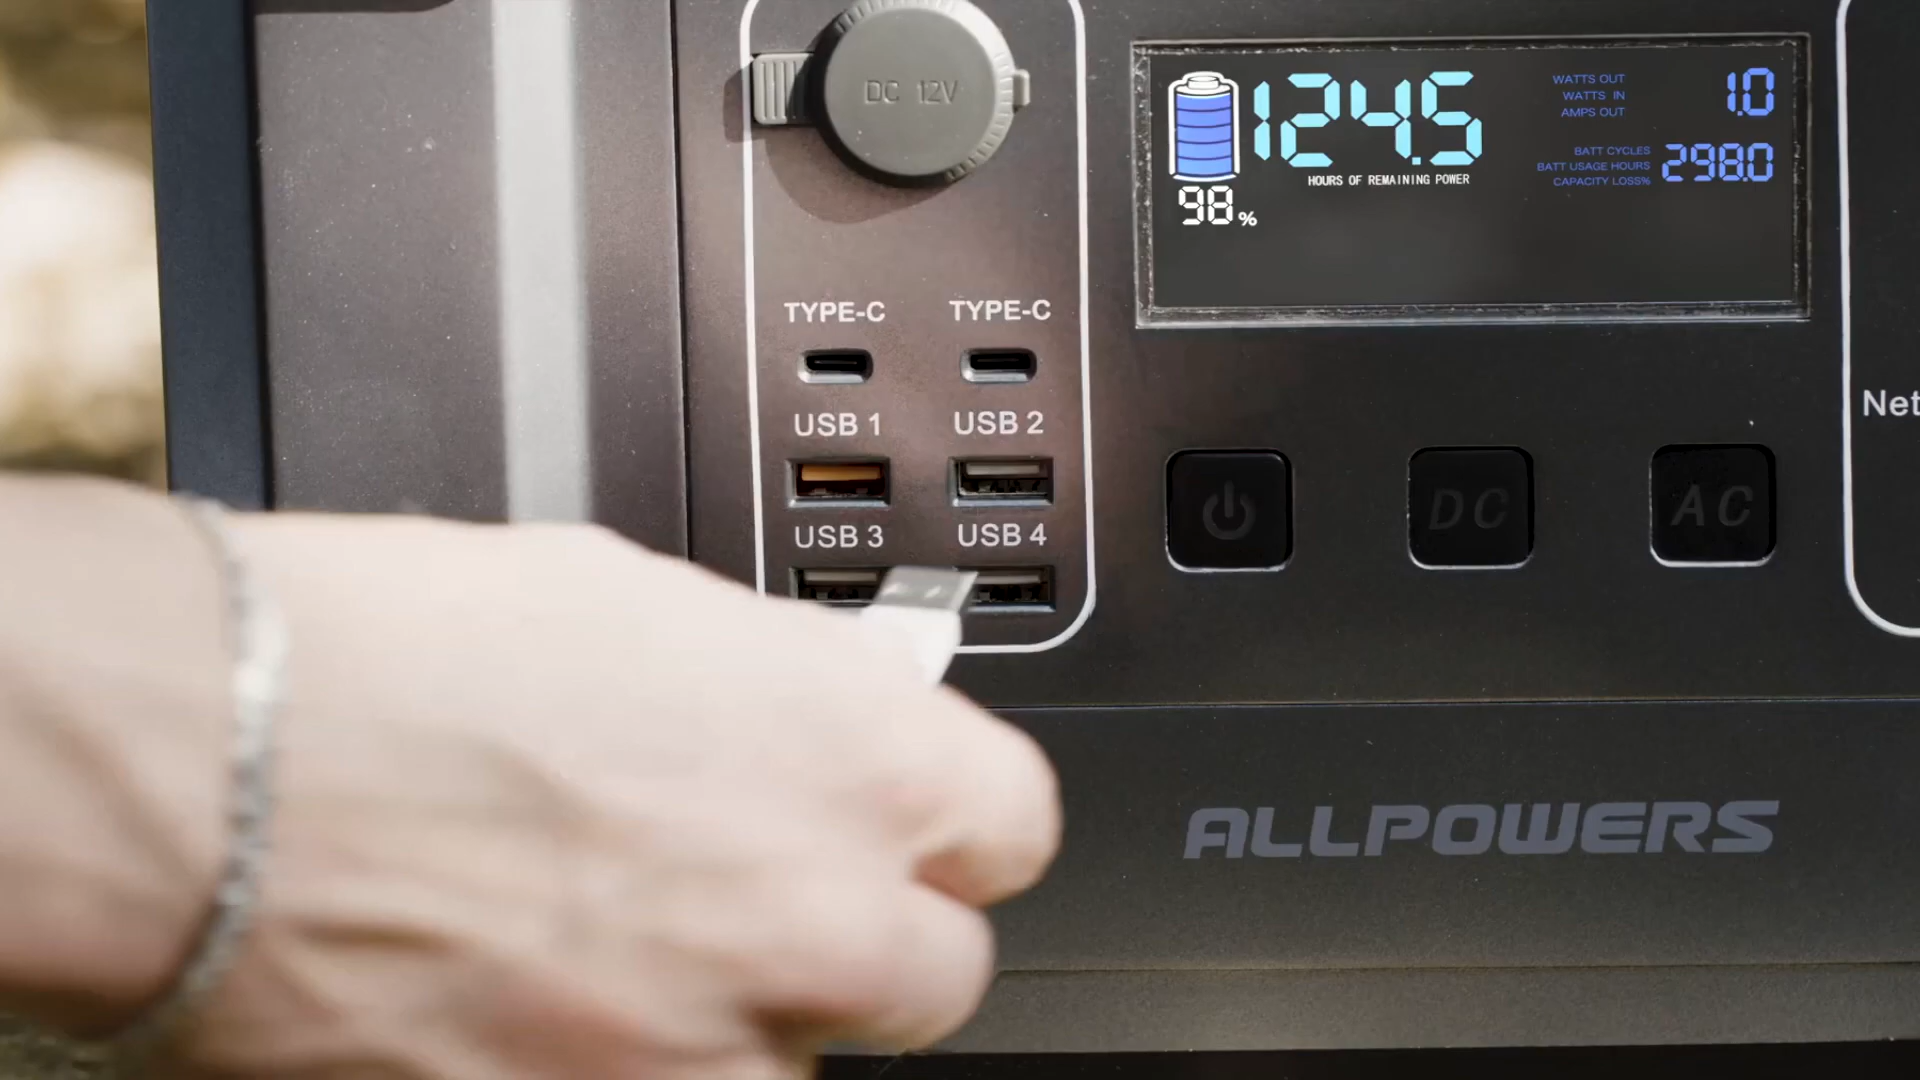 DC 12V
124.5
HOURS OF REMAINING POWER
98%
WATTS OUT
WATTS IN
AMPS OUT
1.0
BATT CYCLES
BATT USAGE HOURS
CAPACITY LOSS%
298.0
TYPE-C TYPE-C
USB 1 USB 2
USB 3 USB 4
DC AC
Net
ALLPOWERS